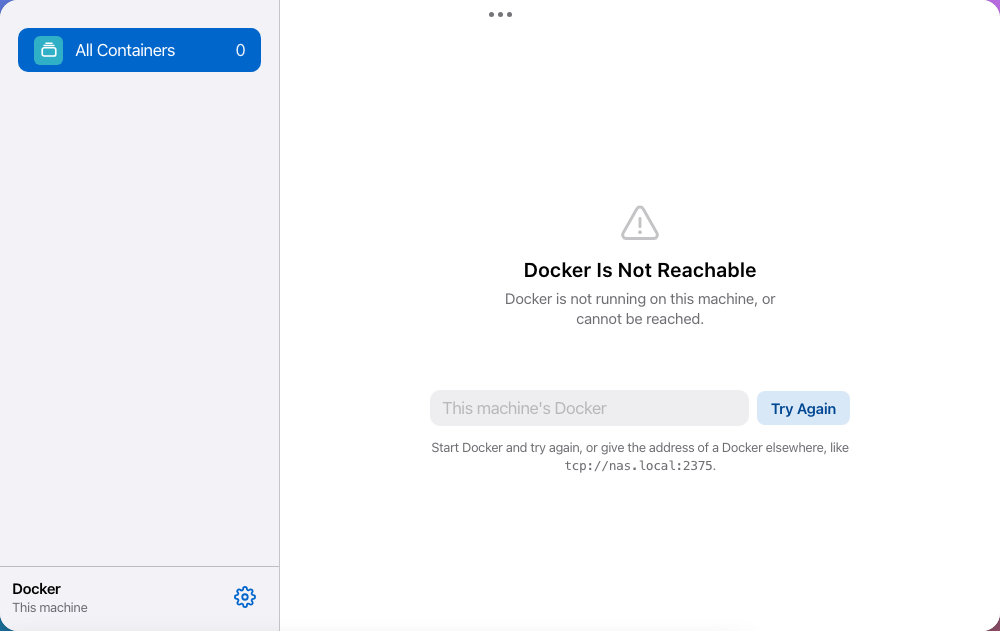 All Containers 0
Docker Is Not Reachable
Docker is not running on this machine, or
cannot be reached.
This machine's Docker
Try Again
Start Docker and try again, or give the address of a Docker elsewhere, like
tcp://nas.local:2375.
Docker
This machine